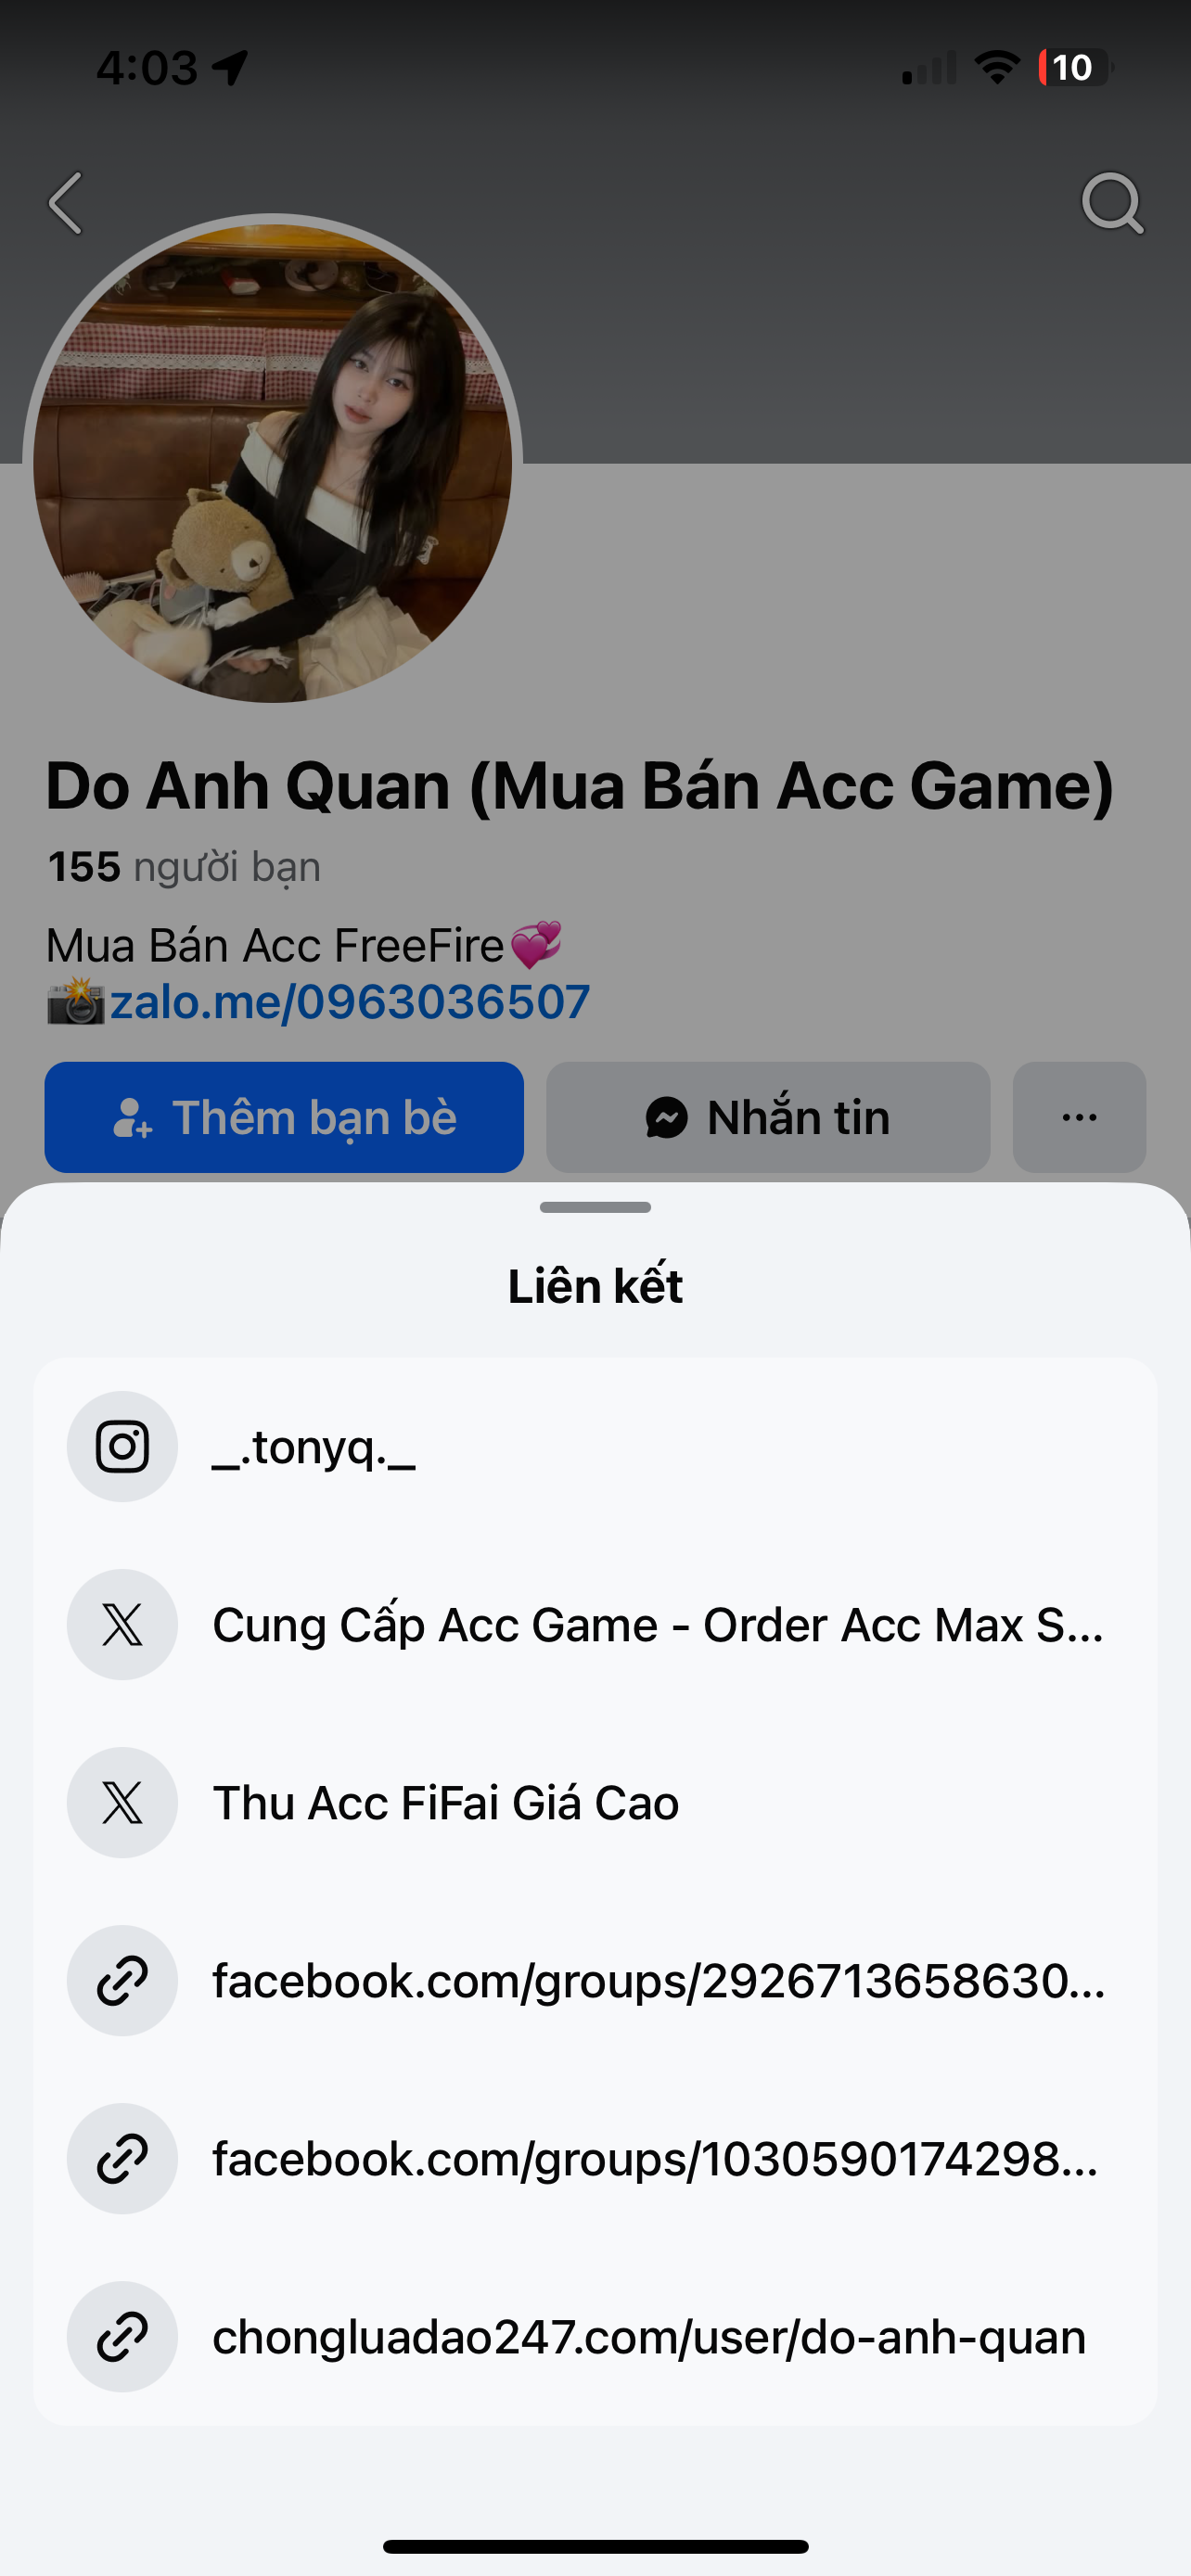 4:03
10
Do Anh Quan (Mua Bán Acc Game)
155 người bạn
Mua Bán Acc FreeFire💞
📸zalo.me/0963036507
Thêm bạn bè
Nhắn tin
Liên kết
_.tonyq._
Cung Cấp Acc Game - Order Acc Max S...
Thu Acc FiFai Giá Cao
facebook.com/groups/2926713658630...
facebook.com/groups/1030590174298...
chongluadao247.com/user/do-anh-quan